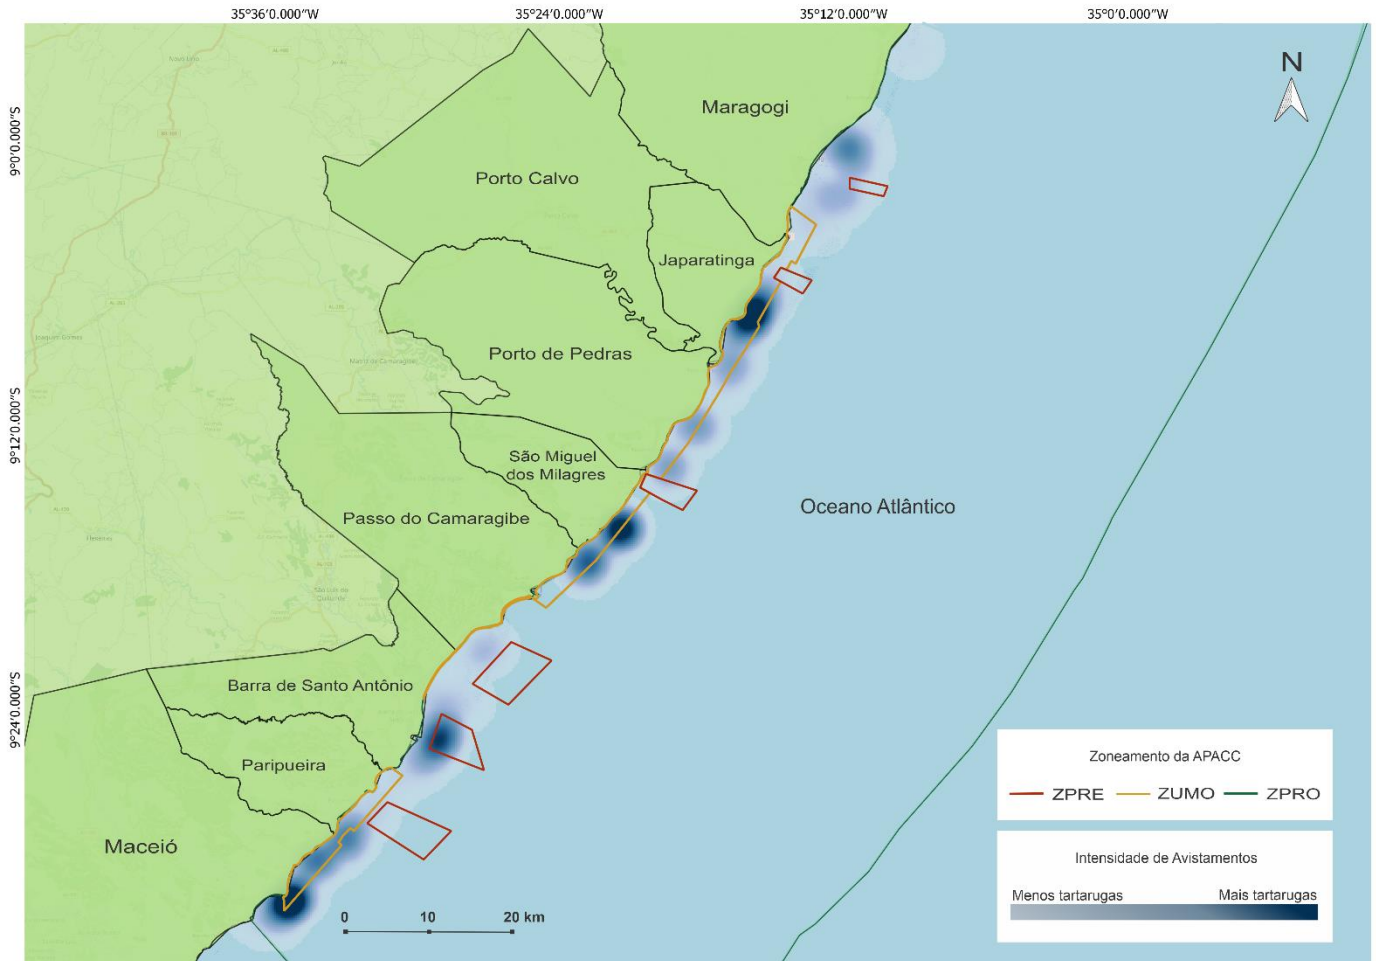 35°36′0.000″W
35°24′0.000″W
35°12′0.000″W
35°0′0.000″W
N
Maragogi
9°0′0.000″S
Porto Calvo
Japaratinga
Porto de Pedras
9°12′0.000″S
São Miguel
dos Milagres
Passo do Camaragibe
Oceano Atlântico
Barra de Santo Antônio
9°24′0.000″S
Paripueira
Maceió
Zoneamento da APACC
ZPRE ZUMO ZPRO
Intensidade de Avistamentos
Menos tartarugas Mais tartarugas
0 10 20 km